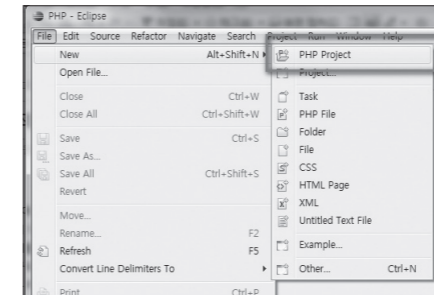 PHP - Eclipse
File Edit Source Refactor Navigate Search Project Run Window Help
New Alt+Shift+N
Open File...
Close Ctrl+W
Close All Ctrl+Shift+W
Save Ctrl+S
Save As...
Save All Ctrl+Shift+S
Revert
Move...
Rename... F2
Refresh F5
Convert Line Delimiters To
Print... Ctrl+P
PHP Project
Project...
Task
PHP File
Folder
File
CSS
HTML Page
XML
Untitled Text File
Example...
Other... Ctrl+N